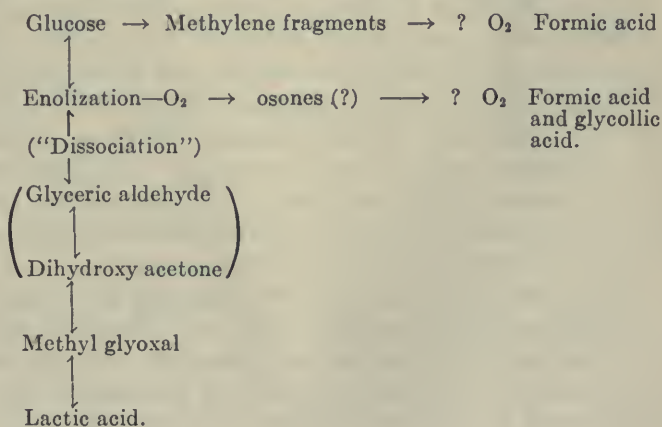 Glucose → Methylene fragments → ? O₂ Formic acid
Enolization—O₂ → osones (?) ⟶ ? O₂ Formic acid
and glycollic
acid.
("Dissociation")
Glyceric aldehyde
Dihydroxy acetone
Methyl glyoxal
Lactic acid.